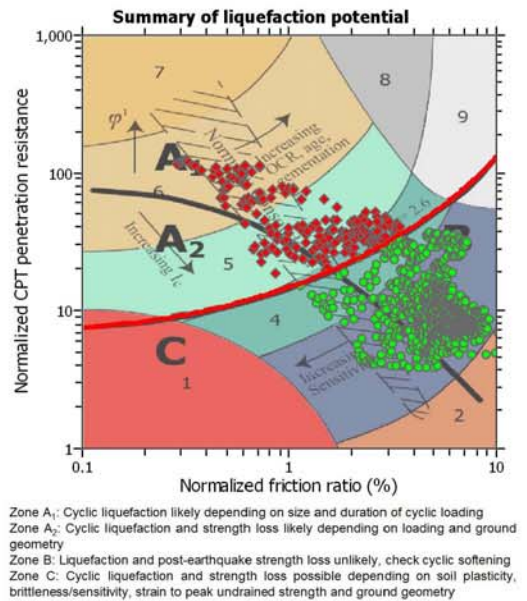 Summary of liquefaction potential
1,000
7
8
9
φ'
Increasing
OCR, age,
cementation
A1
100
6
2.6
A2
B
Increasing Ic
5
10
4
C
1
Increasing
Sensitivity
2
1
0.1
1
10
Normalized CPT penetration resistance
Normalized friction ratio (%)
Zone A1: Cyclic liquefaction likely depending on size and duration of cyclic loading
Zone A2: Cyclic liquefaction and strength loss likely depending on loading and ground
geometry
Zone B: Liquefaction and post-earthquake strength loss unlikely, check cyclic softening
Zone C: Cyclic liquefaction and strength loss possible depending on soil plasticity,
brittleness/sensitivity, strain to peak undrained strength and ground geometry